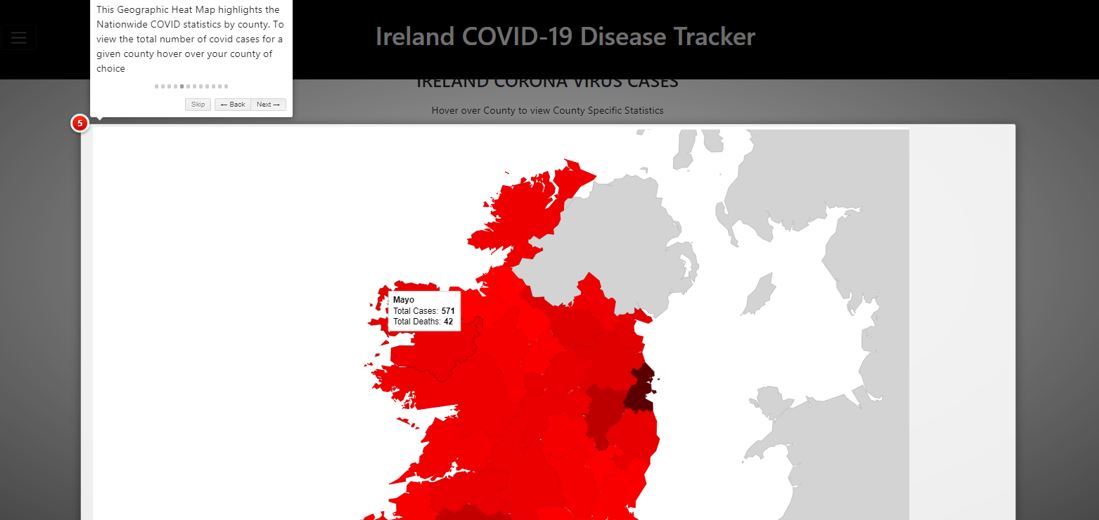 This Geographic Heat Map highlights the
Nationwide COVID statistics by county. To
view the total number of covid cases for a
given county hover over your county of
choice
Skip
← Back
Next →
Ireland COVID-19 Disease Tracker
IRELAND CORONA VIRUS CASES
Hover over County to view County Specific Statistics
5
Mayo
Total Cases: 571
Total Deaths: 42